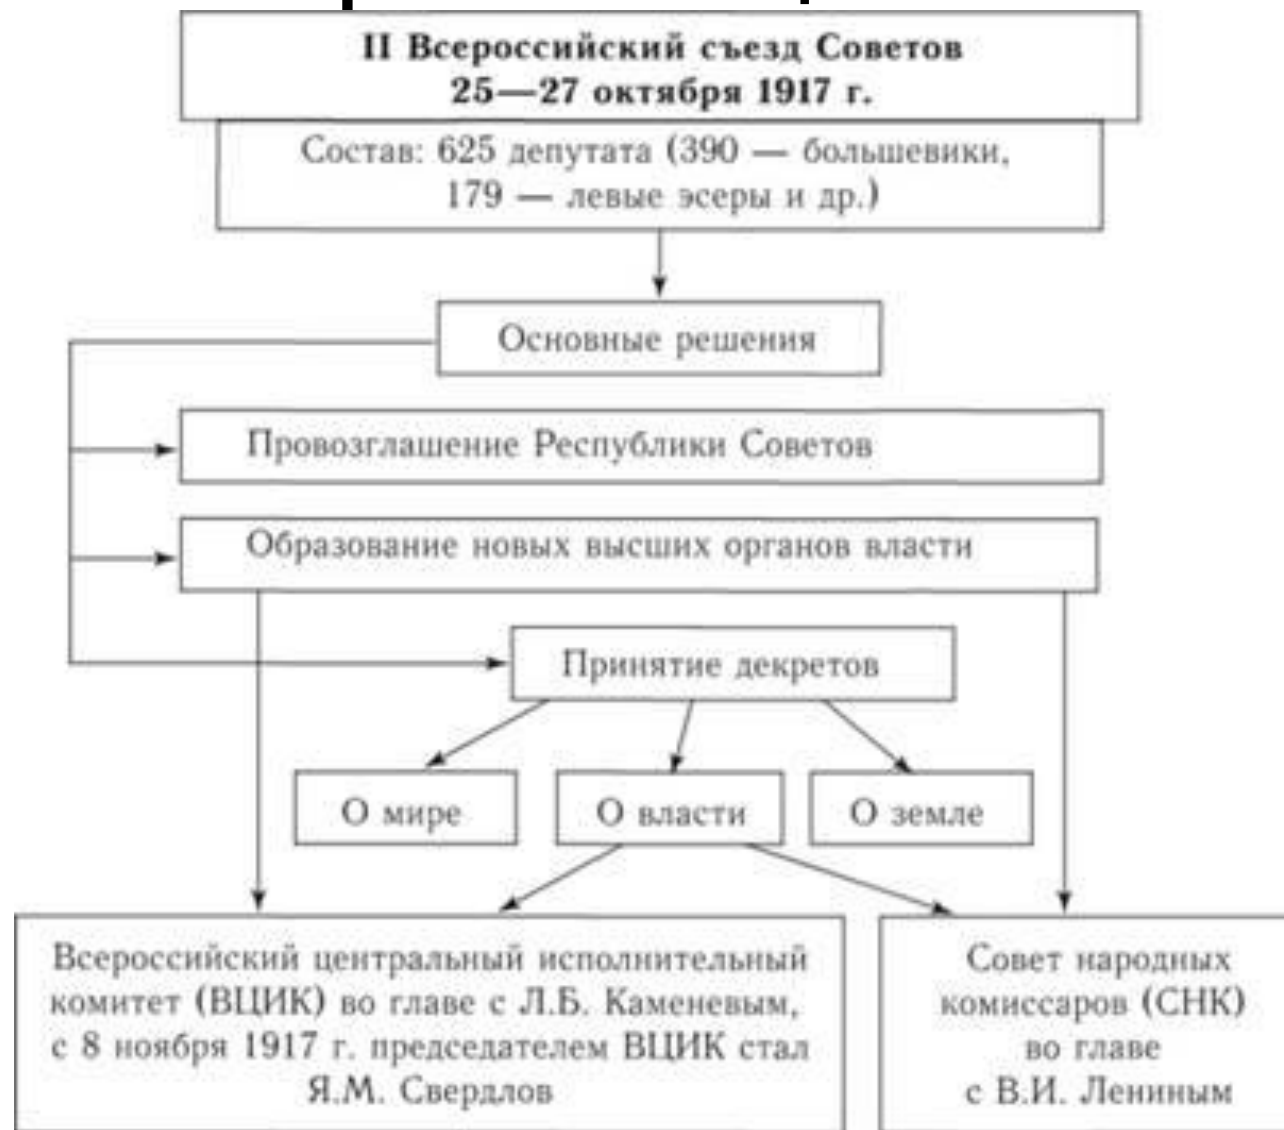 II Всероссийский съезд Советов
25—27 октября 1917 г.
Состав: 625 депутата (390 — большевики,
179 — левые эсеры и др.)
Основные решения
Провозглашение Республики Советов
Образование новых высших органов власти
Принятие декретов
О мире
О власти
О земле
Всероссийский центральный исполнительный
комитет (ВЦИК) во главе с Л.Б. Каменевым,
с 8 ноября 1917 г. председателем ВЦИК стал
Я.М. Свердлов
Совет народных
комиссаров (СНК)
во главе
с В.И. Лениным